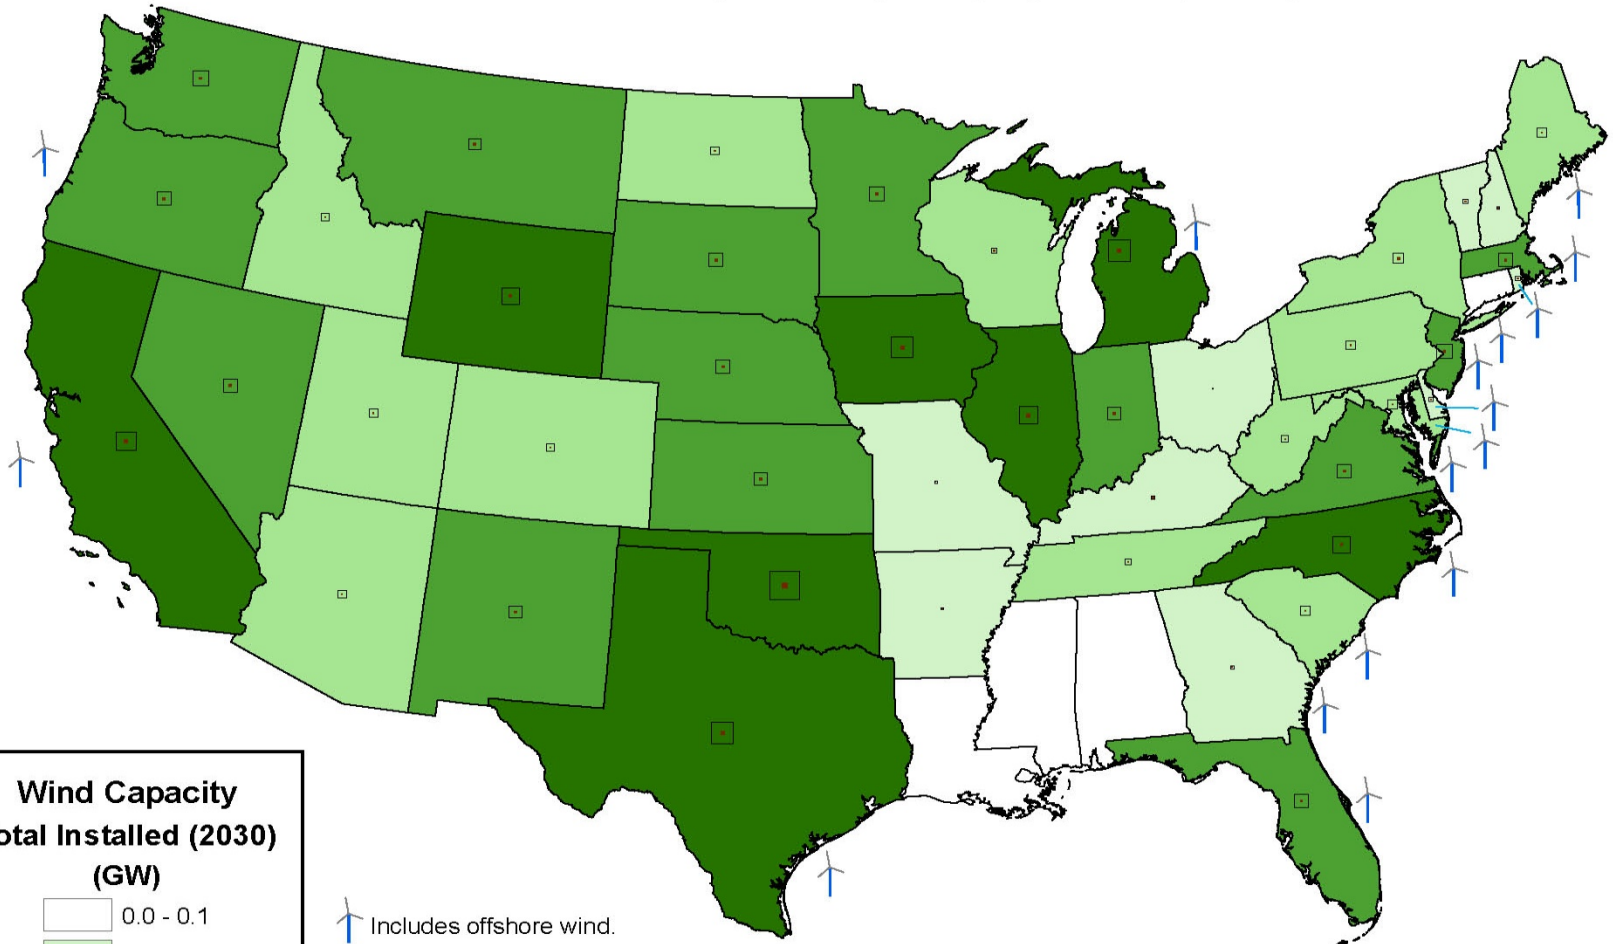 Wind Capacity
otal Installed (2030)
(GW)
0.0 - 0.1
Includes offshore wind.